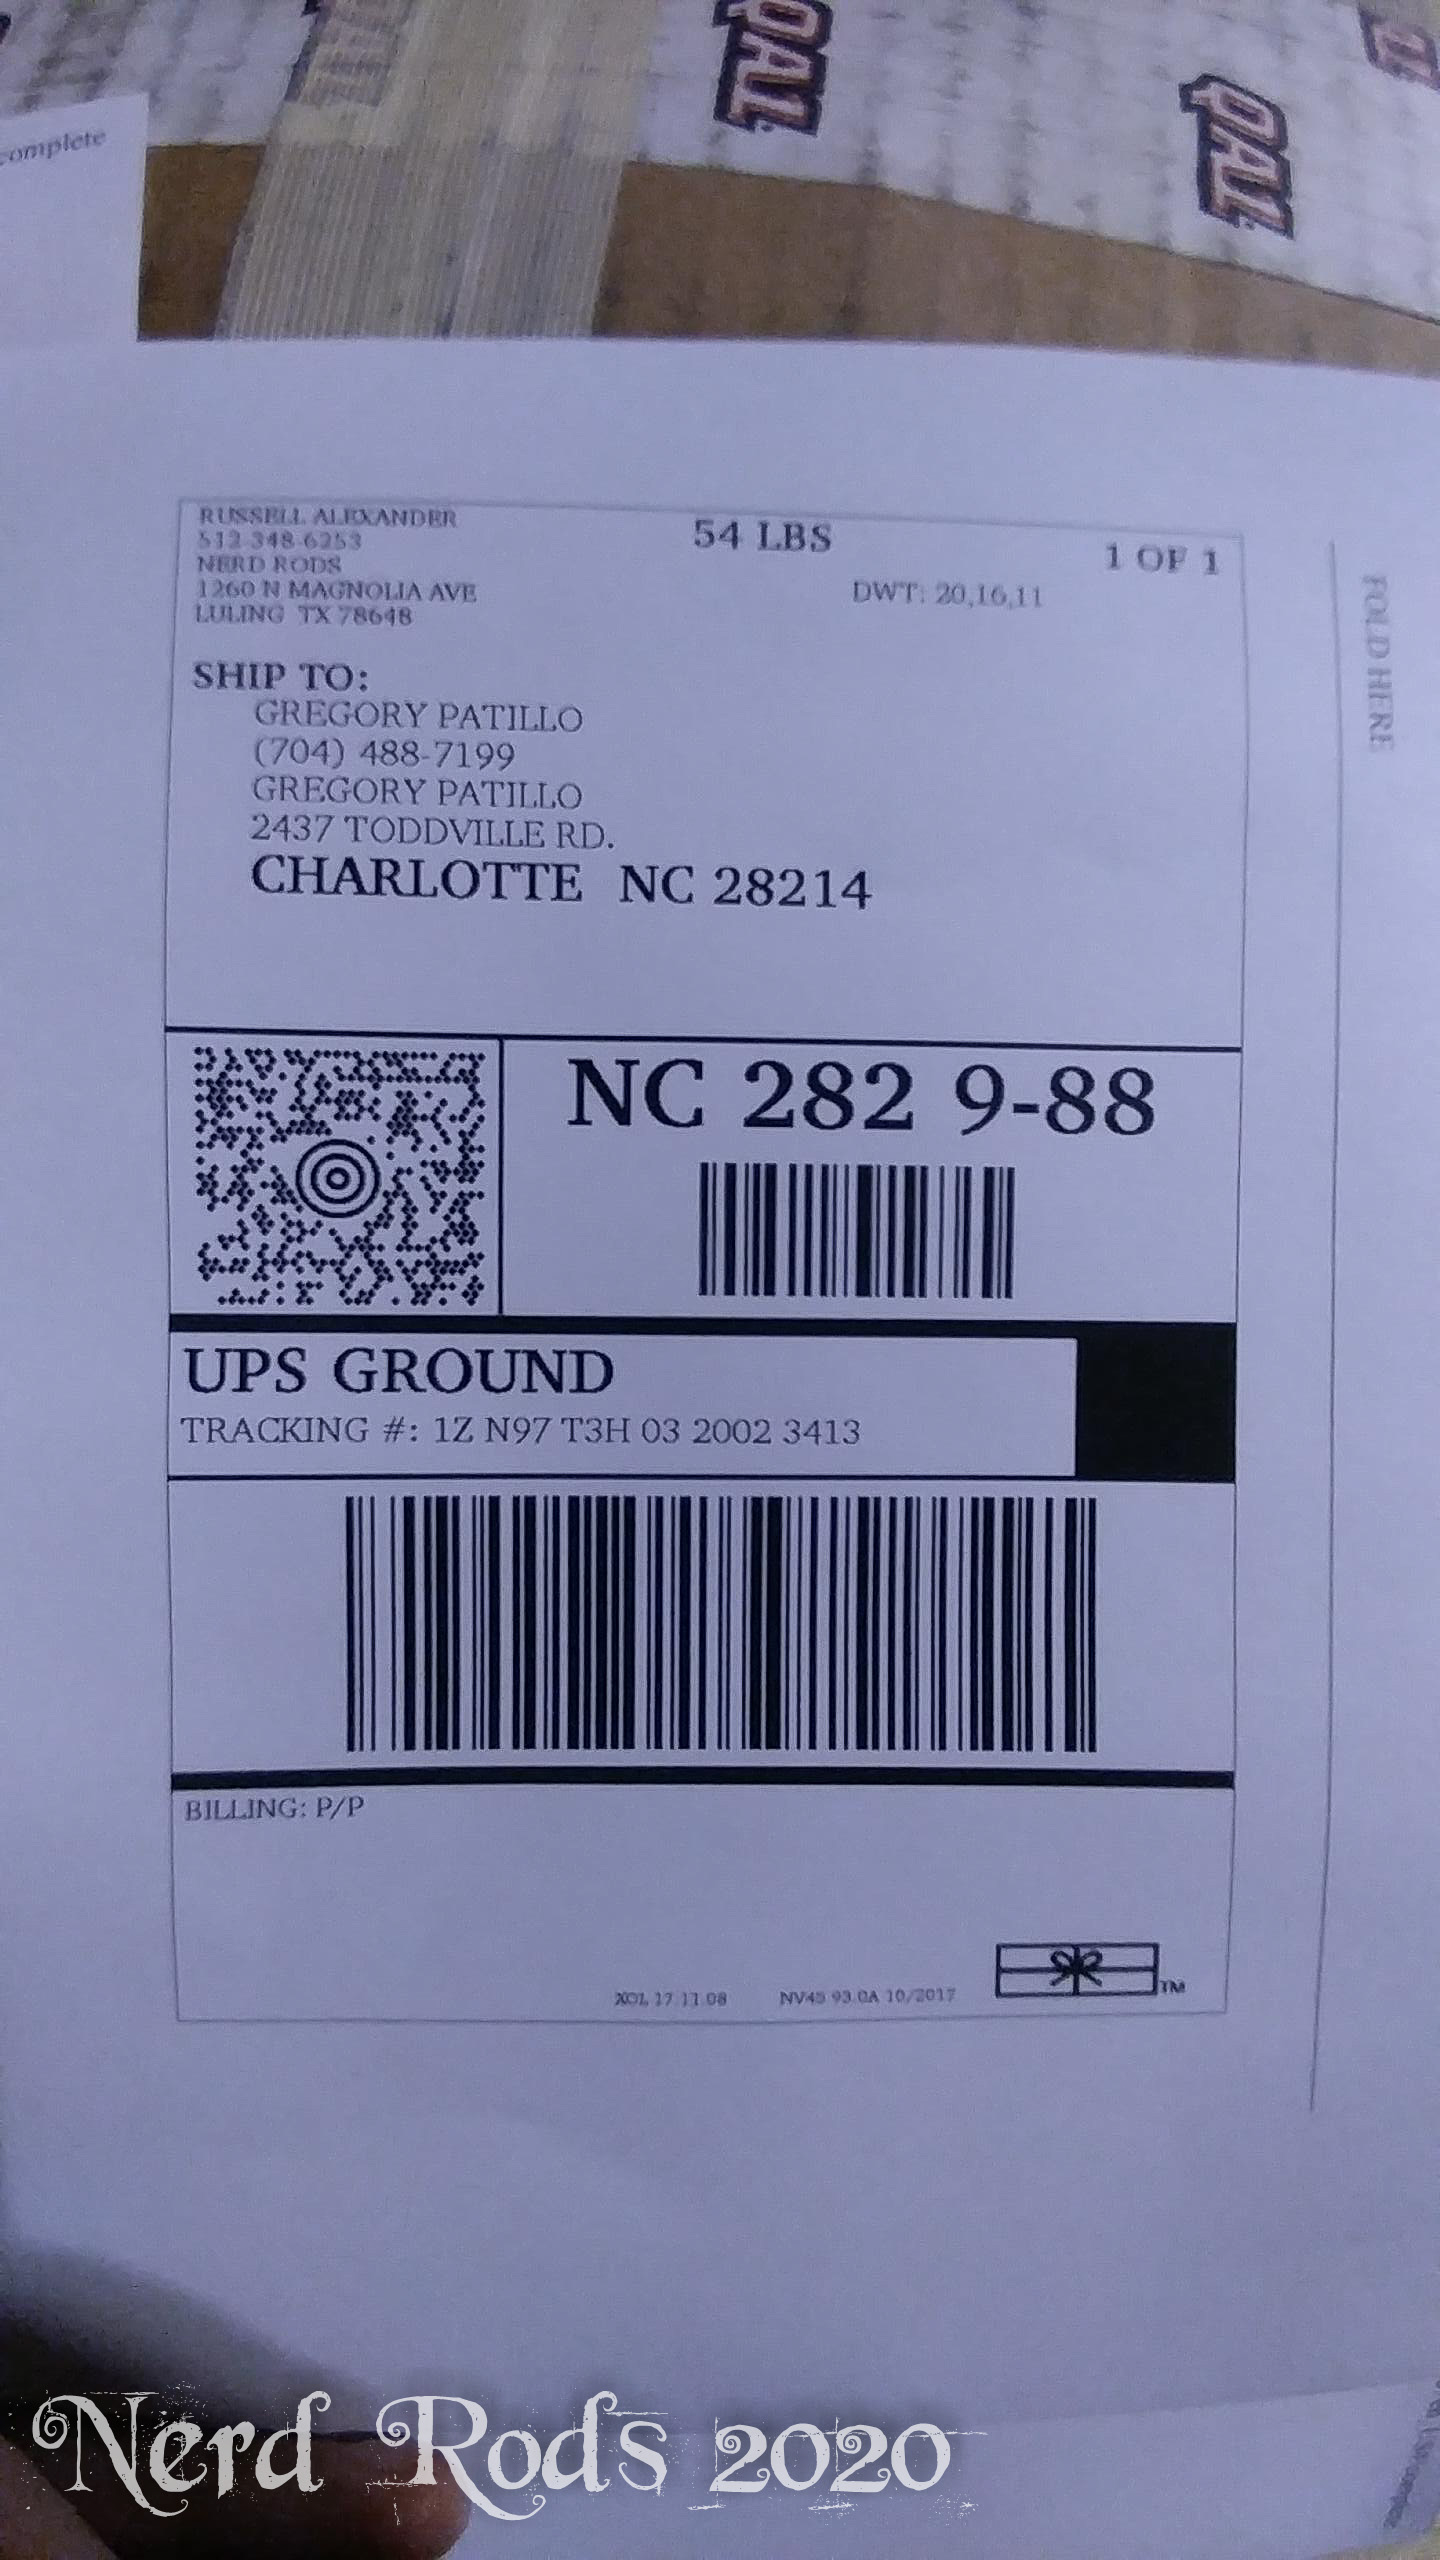 complete
QAL
QAL
RUSSELL ALEXANDER
512-348-6253
NERD RODS
1260 N MAGNOLIA AVE
LULING TX 78648
54 LBS
1 OF 1
DWT: 20,16,11
SHIP TO:
GREGORY PATILLO
(704) 488-7199
GREGORY PATILLO
2437 TODDVILLE RD.
CHARLOTTE NC 28214
FOLD HERE
NC 282 9-88
UPS GROUND
TRACKING #: 1Z N97 T3H 03 2002 3413
BILLING: P/P
XOL 17.11.08
NV45 93.0A 10/2017
TM
Nerd Rods 2020